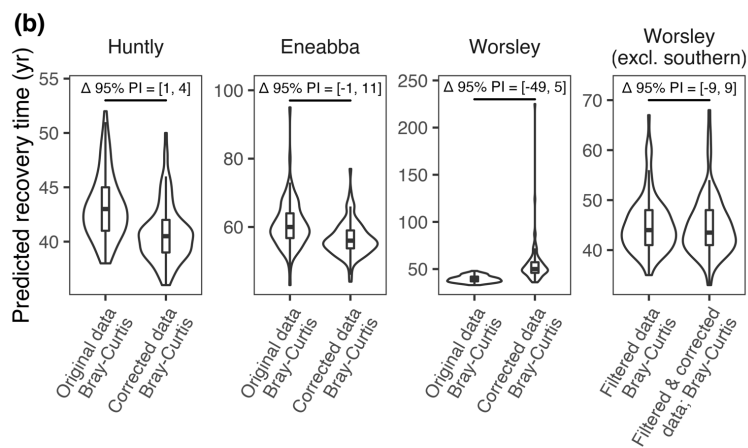 (b)
Predicted recovery time (yr)
Huntly
Δ 95% PI = [1, 4]
55
50
45
40
Original data
Bray-Curtis
Corrected data
Bray-Curtis
Eneabba
Δ 95% PI = [-1, 11]
100
80
60
Original data
Bray-Curtis
Corrected data
Bray-Curtis
Worsley
Δ 95% PI = [-49, 5]
250
200
150
100
50
Original data
Bray-Curtis
Corrected data
Bray-Curtis
Worsley
(excl. southern)
Δ 95% PI = [-9, 9]
70
60
50
40
Filtered data
Bray-Curtis
Filtered & corrected
data; Bray-Curtis